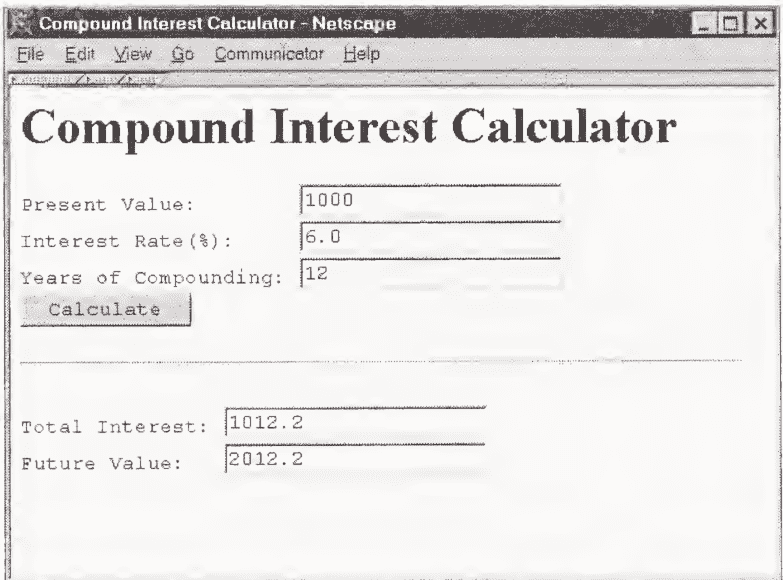 Compound Interest Calculator - Netscape
File Edit View Go Communicator Help
Compound Interest Calculator
Present Value: 1000
Interest Rate(%): 6.0
Years of Compounding: 12
Calculate
Total Interest: 1012.2
Future Value: 2012.2